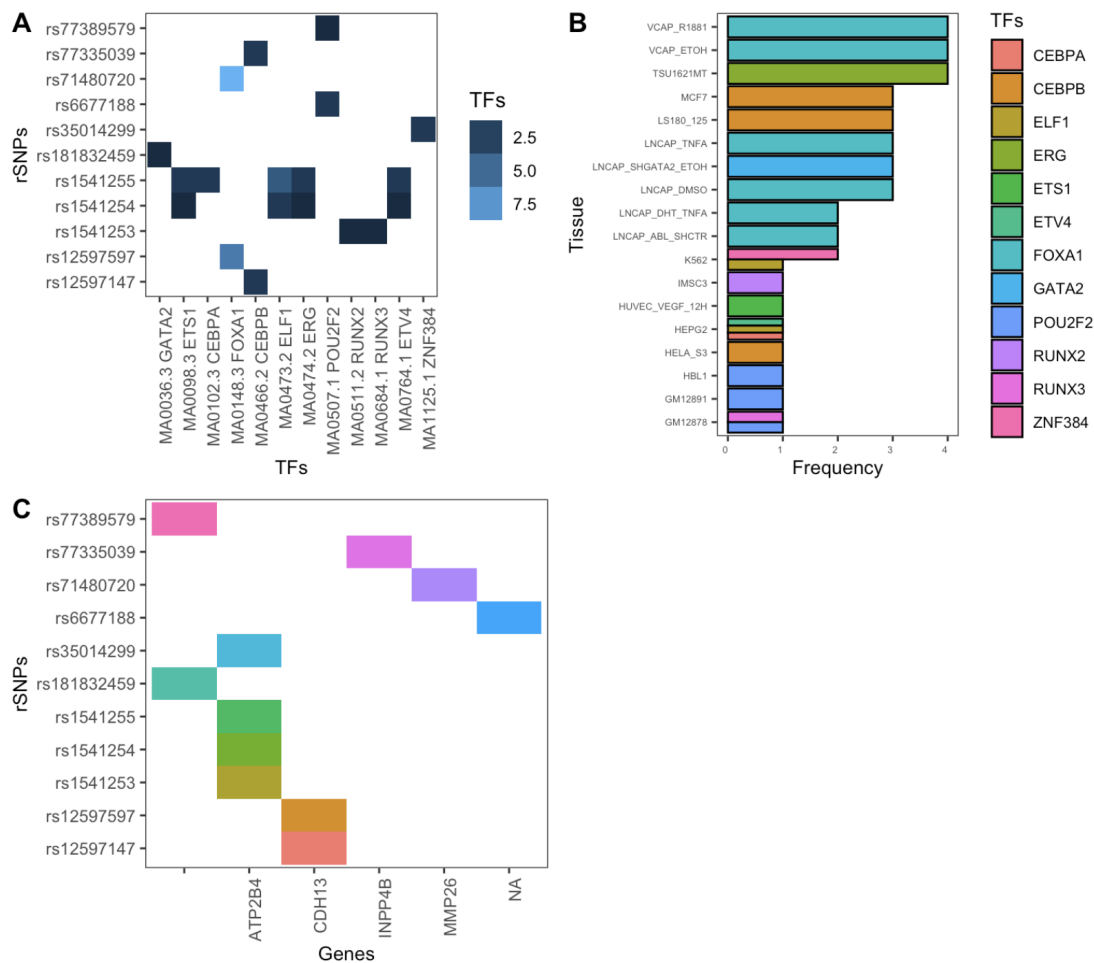 A
rs77389579
rs77335039
rs71480720
rs6677188
rs35014299
rs181832459
rs1541255
rs1541254
rs1541253
rs12597597
rs12597147
rSNPs
MA0036.3 GATA2
MA0098.3 ETS1
MA0102.3 CEBPA
MA0148.3 FOXA1
MA0466.2 CEBPB
MA0473.2 ELF1
MA0474.2 ERG
MA0507.1 POU2F2
MA0511.2 RUNX2
MA0684.1 RUNX3
MA0764.1 ETV4
MA1125.1 ZNF384
TFs
TFs
2.5
5.0
7.5
B
VCAP_R1881
VCAP_ETOH
TSU1621MT
MCF7
LS180_125
LNCAP_TNFA
LNCAP_SHGATA2_ETOH
LNCAP_DMSO
LNCAP_DHT_TNFA
LNCAP_ABL_SHCTR
K562
IMSC3
HUVEC_VEGF_12H
HEPG2
HELA_S3
HBL1
GM12891
GM12878
Tissue
0 1 2 3 4
Frequency
TFs
CEBPA
CEBPB
ELF1
ERG
ETS1
ETV4
FOXA1
GATA2
POU2F2
RUNX2
RUNX3
ZNF384
C
rs77389579
rs77335039
rs71480720
rs6677188
rs35014299
rs181832459
rs1541255
rs1541254
rs1541253
rs12597597
rs12597147
rSNPs
ATP2B4
CDH13
INPP4B
MMP26
NA
Genes